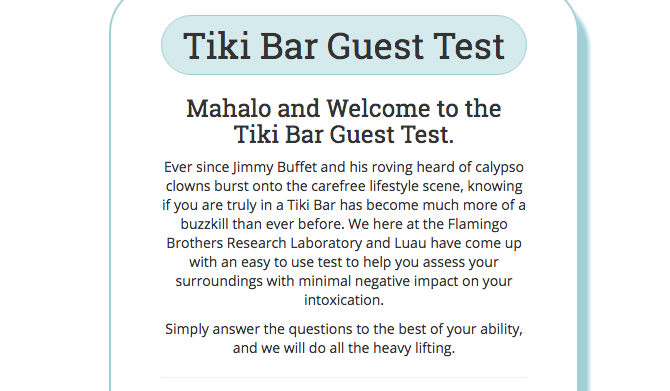 Tiki Bar Guest Test
Mahalo and Welcome to the
Tiki Bar Guest Test.
Ever since Jimmy Buffet and his roving heard of calypso
clowns burst onto the carefree lifestyle scene, knowing
if you are truly in a Tiki Bar has become much more of a
buzzkill than ever before. We here at the Flamingo
Brothers Research Laboratory and Luau have come up
with an easy to use test to help you assess your
surroundings with minimal negative impact on your
intoxication.
Simply answer the questions to the best of your ability,
and we will do all the heavy lifting.